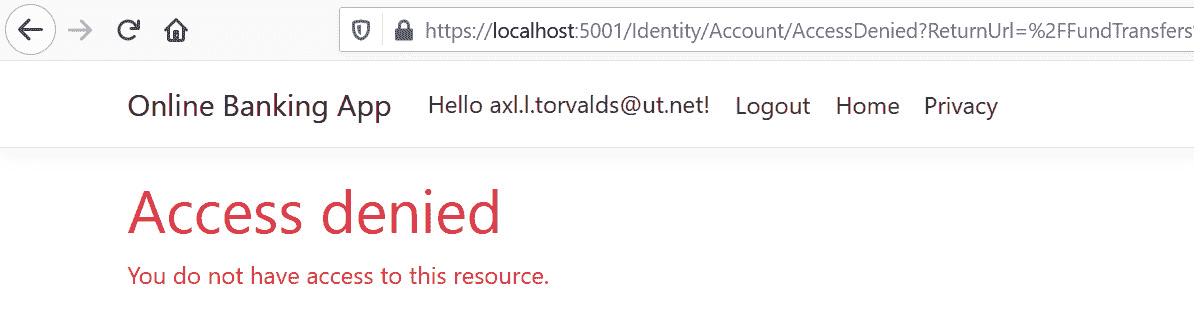 https://localhost:5001/Identity/Account/AccessDenied?ReturnUrl=%2FFundTransfers
Online Banking App Hello axl.l.torvalds@ut.net! Logout Home Privacy
Access denied
You do not have access to this resource.